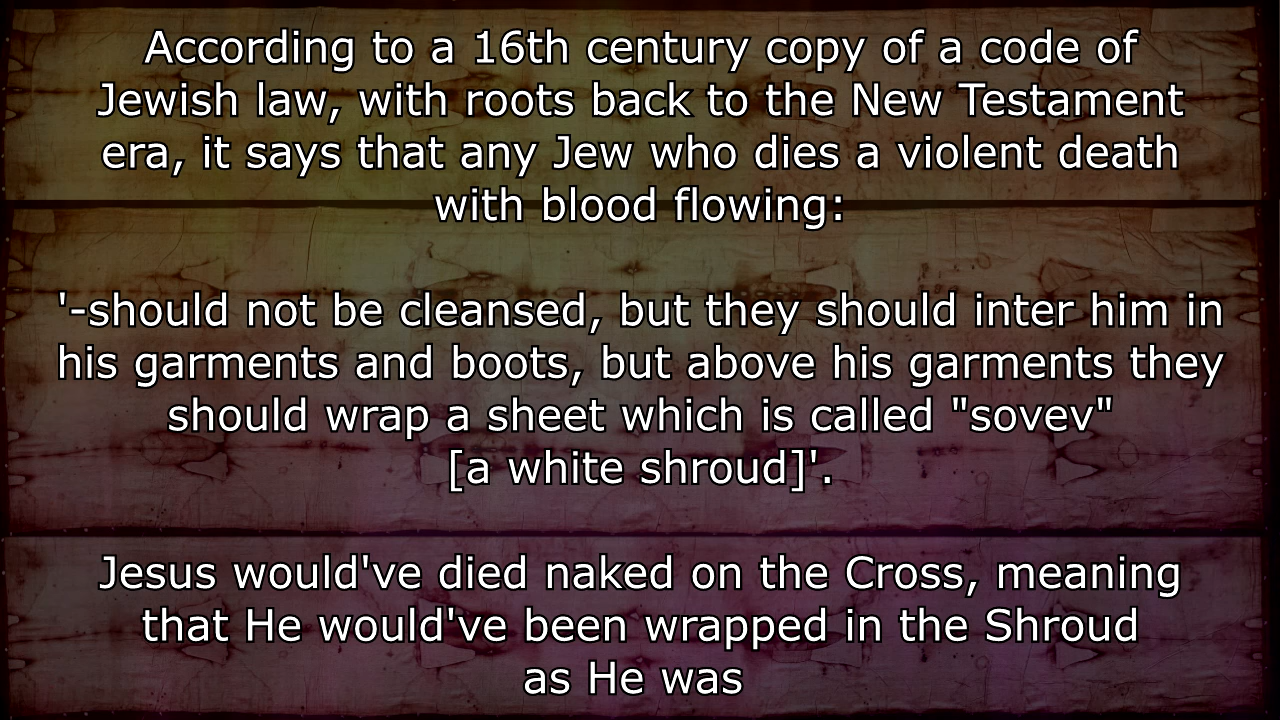 According to a 16th century copy of a code of
Jewish law, with roots back to the New Testament
era, it says that any Jew who dies a violent death
with blood flowing:
'-should not be cleansed, but they should inter him in
his garments and boots, but above his garments they
should wrap a sheet which is called "sovev"
[a white shroud]'.
Jesus would've died naked on the Cross, meaning
that He would've been wrapped in the Shroud
as He was